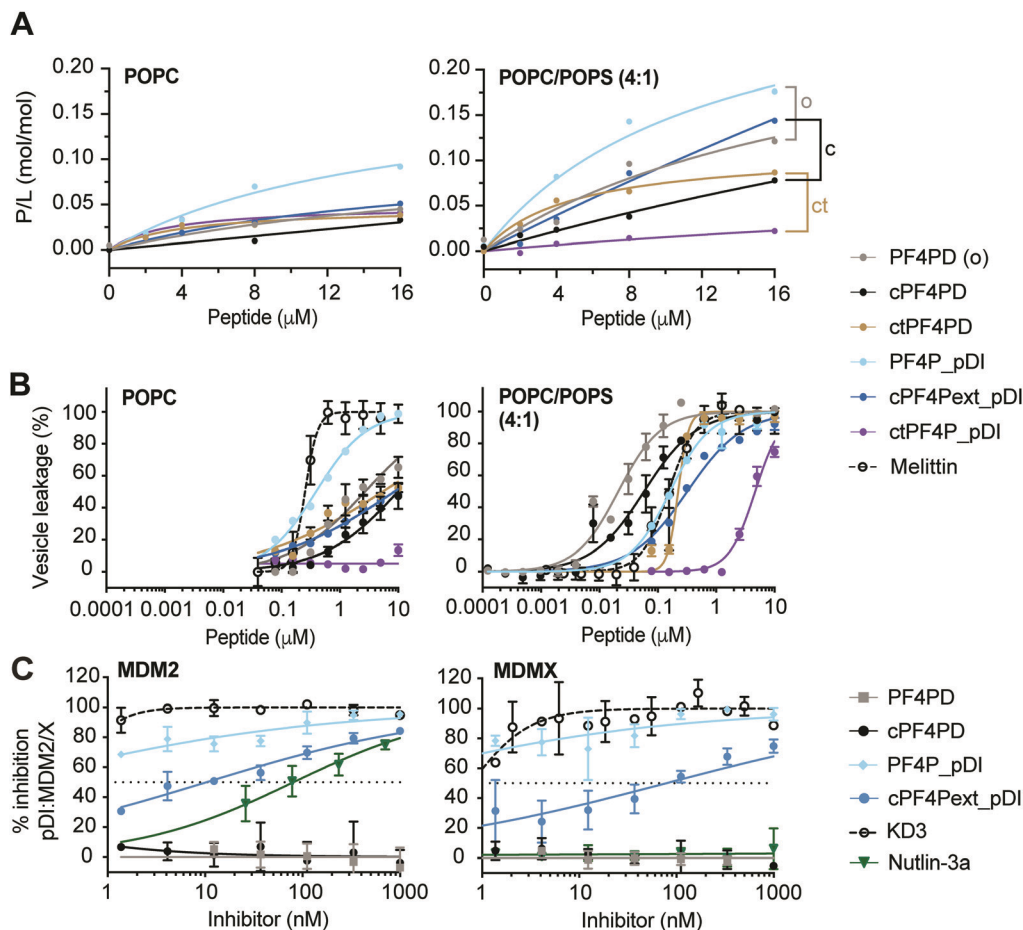 A
POPC
P/L (mol/mol)
0.20
0.15
0.10
0.05
0.00
0 4 8 12 16
Peptide (μM)
POPC/POPS (4:1)
0.20
0.15
0.10
0.05
0.00
0 4 8 12 16
Peptide (μM)
o
c
ct
PF4PD (o)
cPF4PD
ctPF4PD
PF4P_pDI
cPF4Pext_pDI
ctPF4P_pDI
Melittin
B
POPC
Vesicle leakage (%)
100
80
60
40
20
0
0.0001 0.001 0.01 0.1 1 10
Peptide (μM)
POPC/POPS
(4:1)
100
80
60
40
20
0
0.0001 0.001 0.01 0.1 1 10
Peptide (μM)
C
MDM2
% inhibition
pDI:MDM2/X
120
100
80
60
40
20
0
1 10 100 1000
Inhibitor (nM)
MDMX
120
100
80
60
40
20
0
1 10 100 1000
Inhibitor (nM)
PF4PD
cPF4PD
PF4P_pDI
cPF4Pext_pDI
KD3
Nutlin-3a